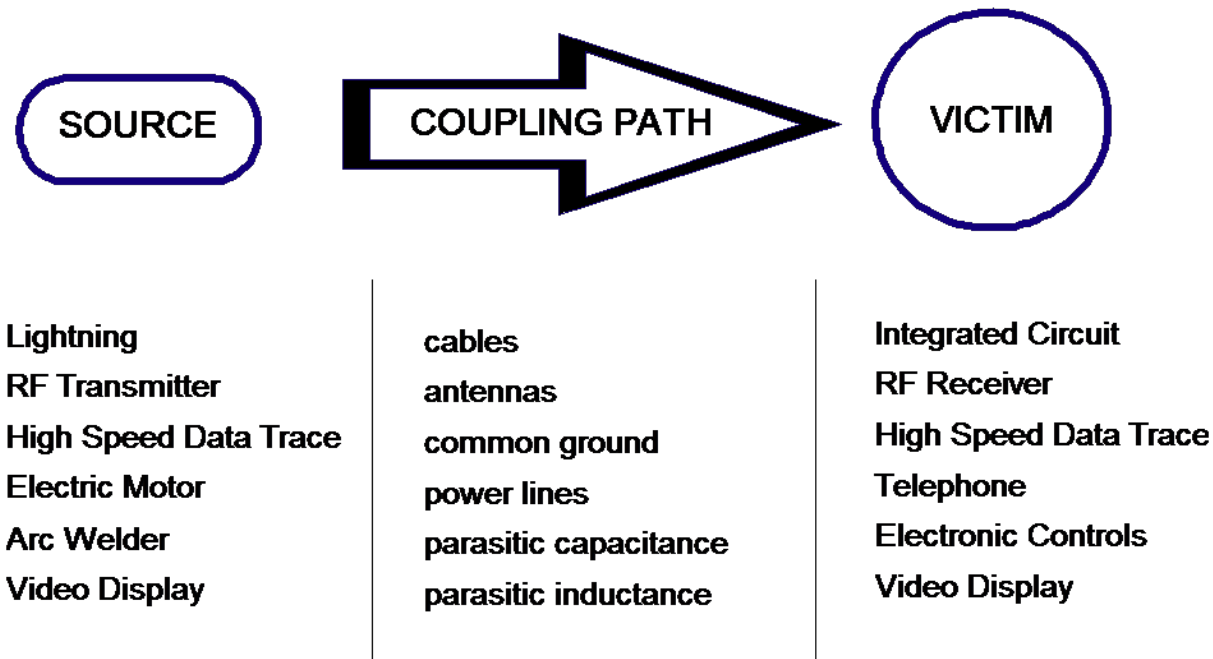 SOURCE
COUPLING PATH
VICTIM
Lightning
RF Transmitter
High Speed Data Trace
Electric Motor
Arc Welder
Video Display
cables
antennas
common ground
power lines
parasitic capacitance
parasitic inductance
Integrated Circuit
RF Receiver
High Speed Data Trace
Telephone
Electronic Controls
Video Display